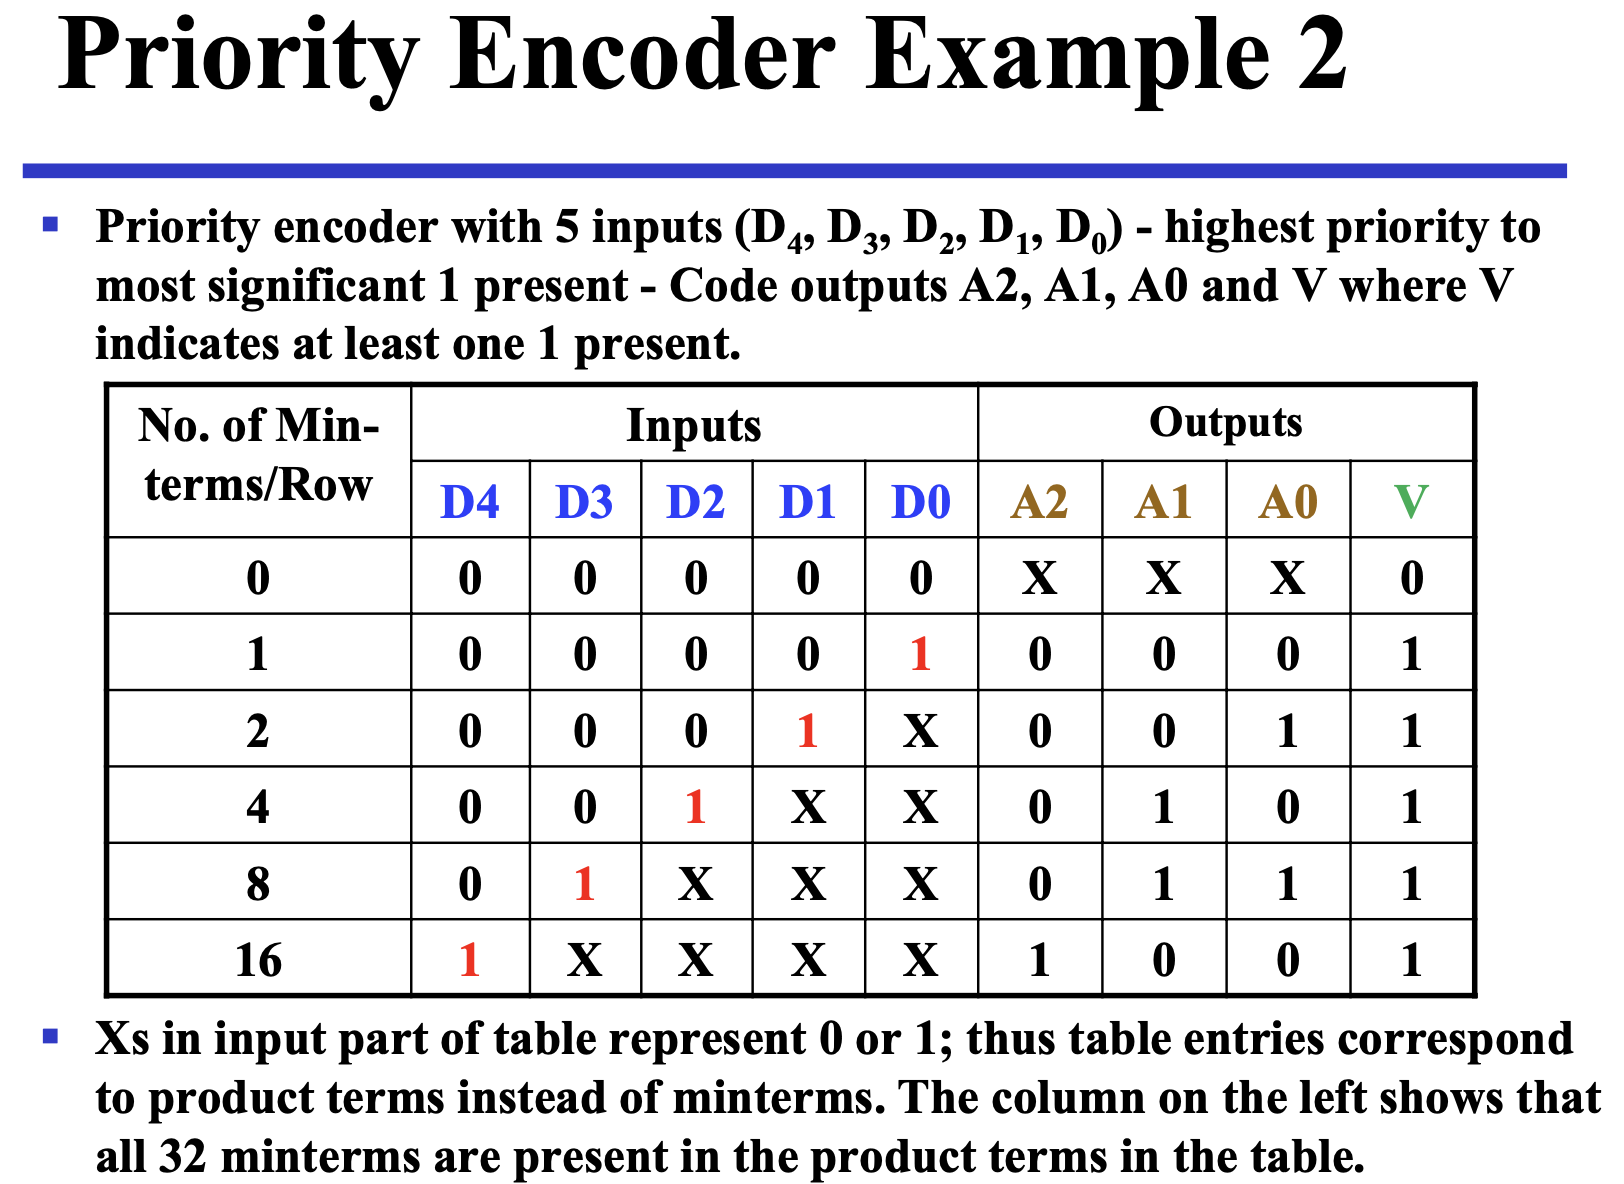 Priority Encoder Example 2
Priority encoder with 5 inputs (D4, D3, D2, D1, D0) - highest priority to
most significant 1 present - Code outputs A2, A1, A0 and V where V
indicates at least one 1 present.
No. of Min-
terms/Row
Inputs
Outputs
D4 D3 D2 D1 D0 A2 A1 A0 V
0 0 0 0 0 0 X X X 0
1 0 0 0 0 1 0 0 0 1
2 0 0 0 1 X 0 0 1 1
4 0 0 1 X X 0 1 0 1
8 0 1 X X X 0 1 1 1
16 1 X X X X 1 0 0 1
Xs in input part of table represent 0 or 1; thus table entries correspond
to product terms instead of minterms. The column on the left shows that
all 32 minterms are present in the product terms in the table.